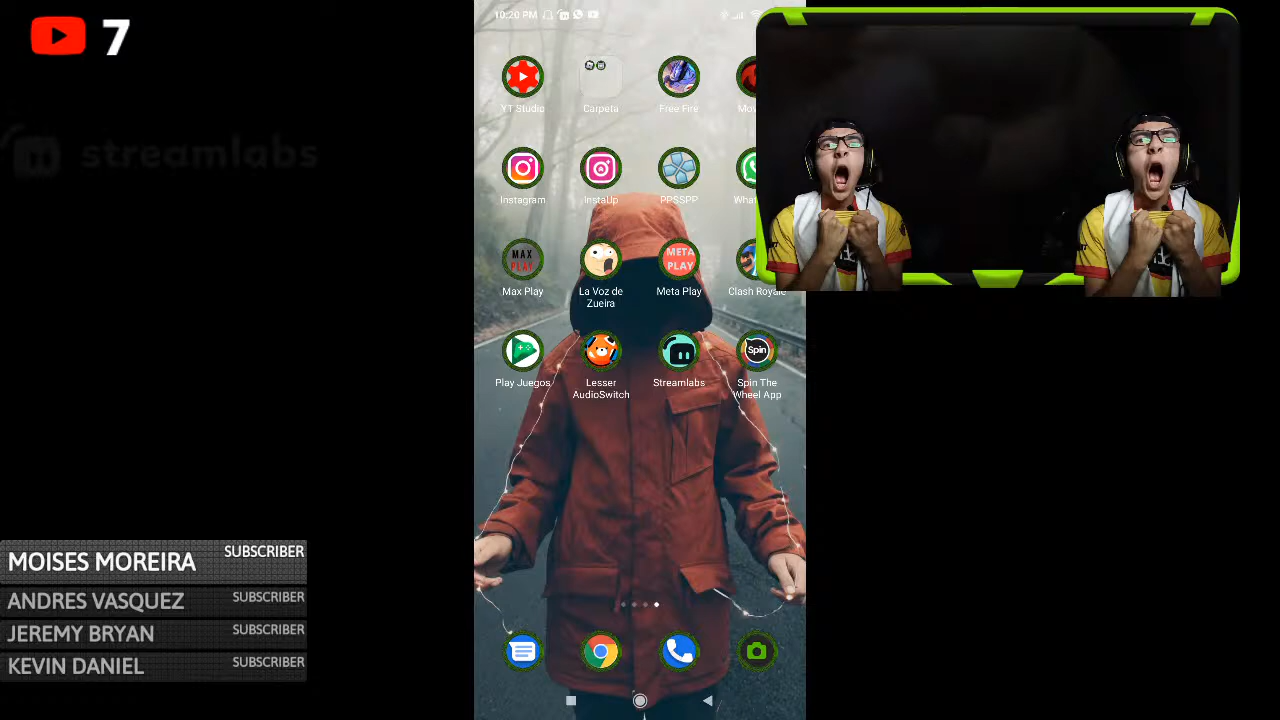 7
streamlabs
10:20 PM
YT Studio
Carpeta
Free Fire
Mov
Instagram
InstaUp
PPSSPP
What
MAX PLAY
META PLAY
Max Play
La Voz de Zueira
Meta Play
Clash Royale
Spin
Play Juegos
Lesser AudioSwitch
Streamlabs
Spin The Wheel App
MOISES MOREIRA SUBSCRIBER
ANDRES VASQUEZ SUBSCRIBER
JEREMY BRYAN SUBSCRIBER
KEVIN DANIEL SUBSCRIBER